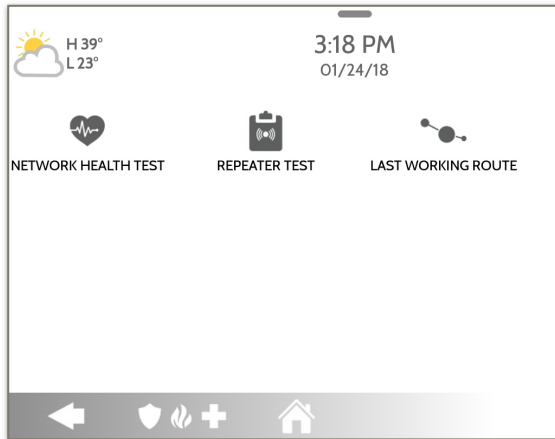 H 39°
L 23°
3:18 PM
01/24/18
NETWORK HEALTH TEST
REPEATER TEST
LAST WORKING ROUTE